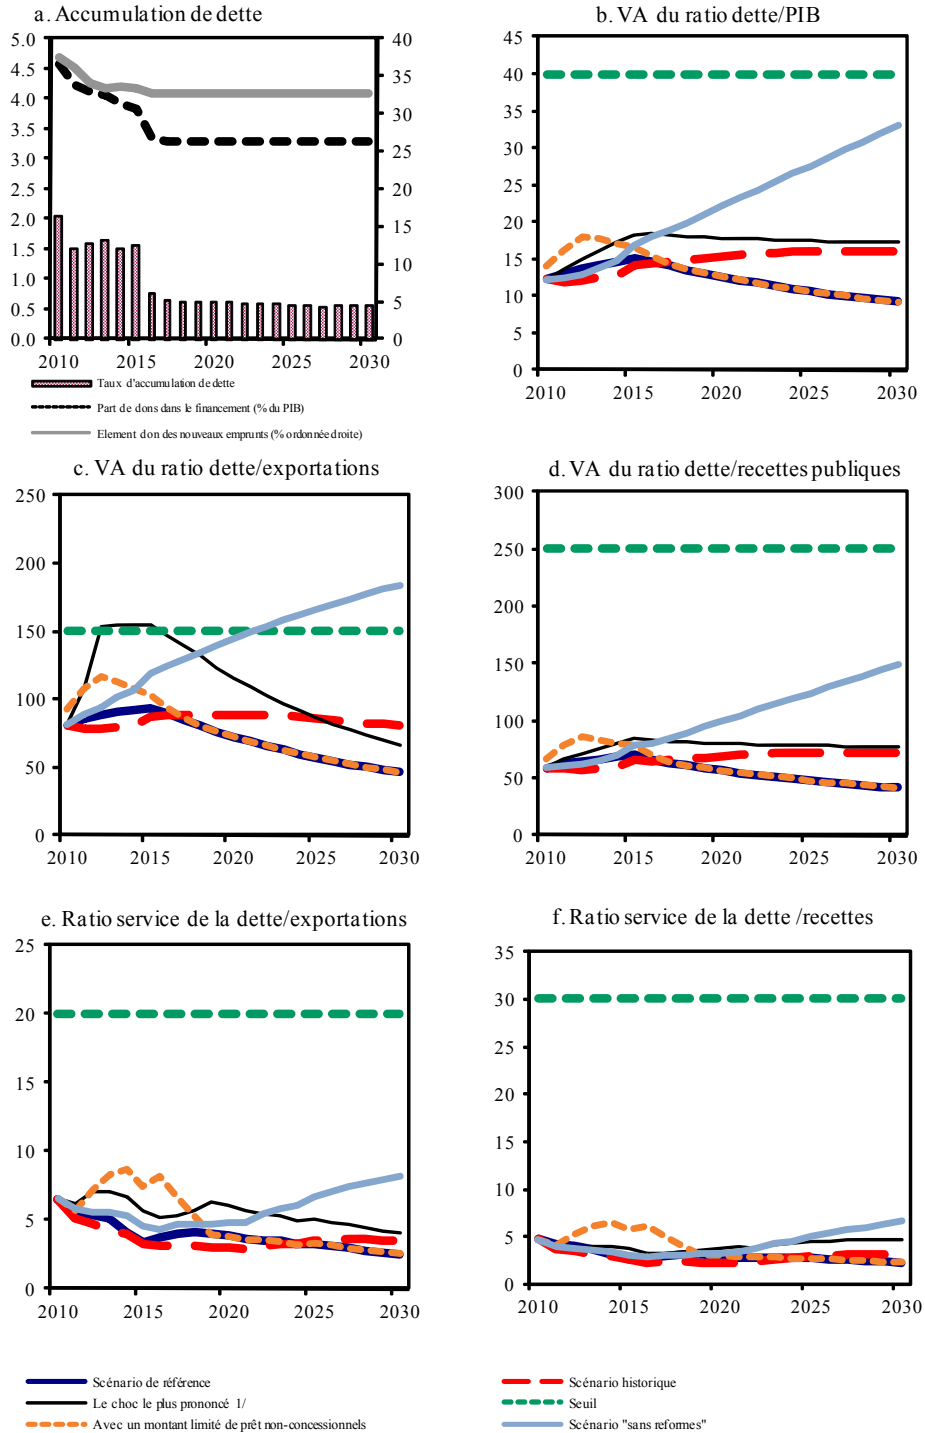 a. Accumulation de dette
5.0
4.5
4.0
3.5
3.0
2.5
2.0
1.5
1.0
0.5
0.0
40
35
30
25
20
15
10
5
0
2010 2015 2020 2025 2030
Taux d'accumulation de dette
Part de dons dans le financement (% du PIB)
Element don des nouveaux emprunts (% ordonnée droite)
b. VA du ratio dette/PIB
45
40
35
30
25
20
15
10
5
0
2010 2015 2020 2025 2030
c. VA du ratio dette/exportations
250
200
150
100
50
0
2010 2015 2020 2025 2030
d. VA du ratio dette/recettes publiques
300
250
200
150
100
50
0
2010 2015 2020 2025 2030
e. Ratio service de la dette/exportations
25
20
15
10
5
0
2010 2015 2020 2025 2030
f. Ratio service de la dette /recettes
35
30
25
20
15
10
5
0
2010 2015 2020 2025 2030
Scénario de référence
Le choc le plus prononcé 1/
Avec un montant limité de prêt non-concessionnels
Scénario historique
Seuil
Scénario "sans reformes"